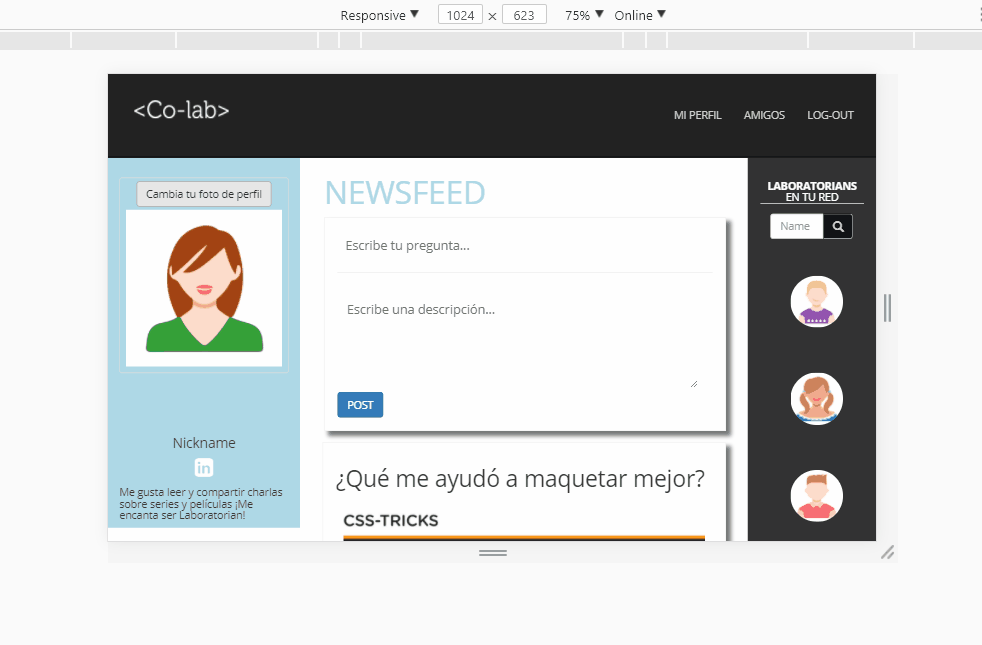 Responsive ▼ 1024 × 623 75% ▼ Online ▼
<Co-lab>
MI PERFIL AMIGOS LOG-OUT
Cambia tu foto de perfil
Nickname
in
Me gusta leer y compartir charlas
sobre series y películas ¡Me
encanta ser Laboratorian!
NEWSFEED
Escribe tu pregunta...
Escribe una descripción...
POST
¿Qué me ayudó a maquetar mejor?
CSS-TRICKS
LABORATORIANS
EN TU RED
Name